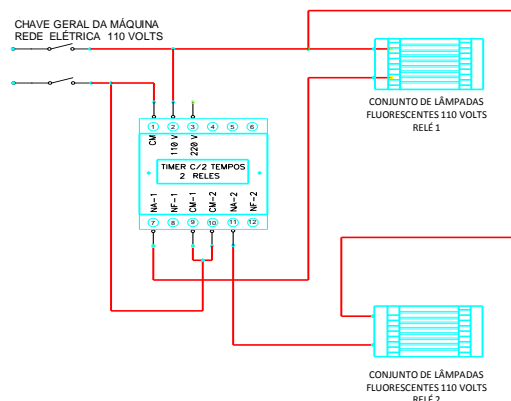 CHAVE GERAL DA MÁQUINA
REDE ELÉTRICA 110 VOLTS
CONJUNTO DE LÂMPADAS
FLUORESCENTES 110 VOLTS
RELÉ 1
1 2 3 4 5 6
CM
110 V
220 V
TIMER C/2 TEMPOS
2 RELES
NA-1
NF-1
CM-1
CM-2
NA-2
NF-2
7 8 9 10 11 12
CONJUNTO DE LÂMPADAS
FLUORESCENTES 110 VOLTS
RELÉ 2